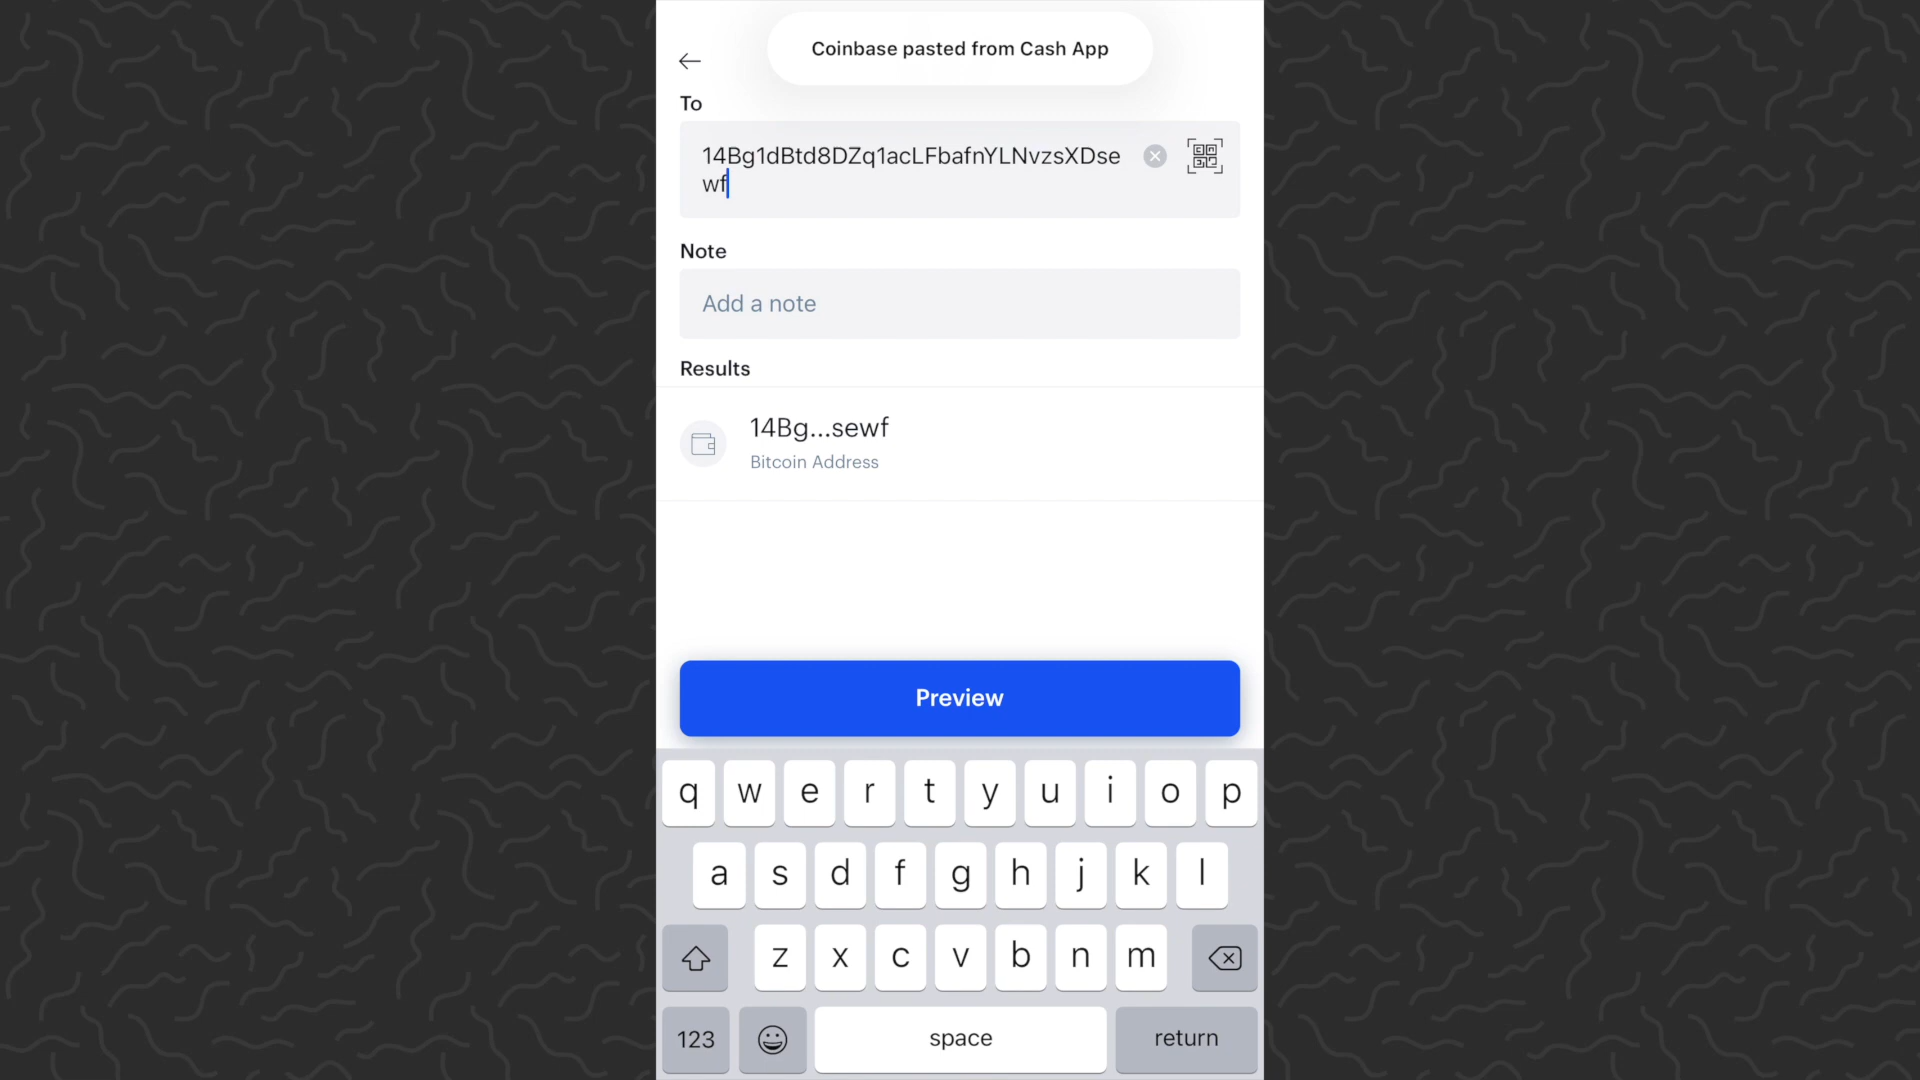 Coinbase pasted from Cash App
To
14Bg1dBtd8DZq1acLFbafnYLNvzsXDse
wf
Note
Add a note
Results
14Bg...sewf
Bitcoin Address
Preview
q w e r t y u i o p
a s d f g h j k l
z x c v b n m
123 space return